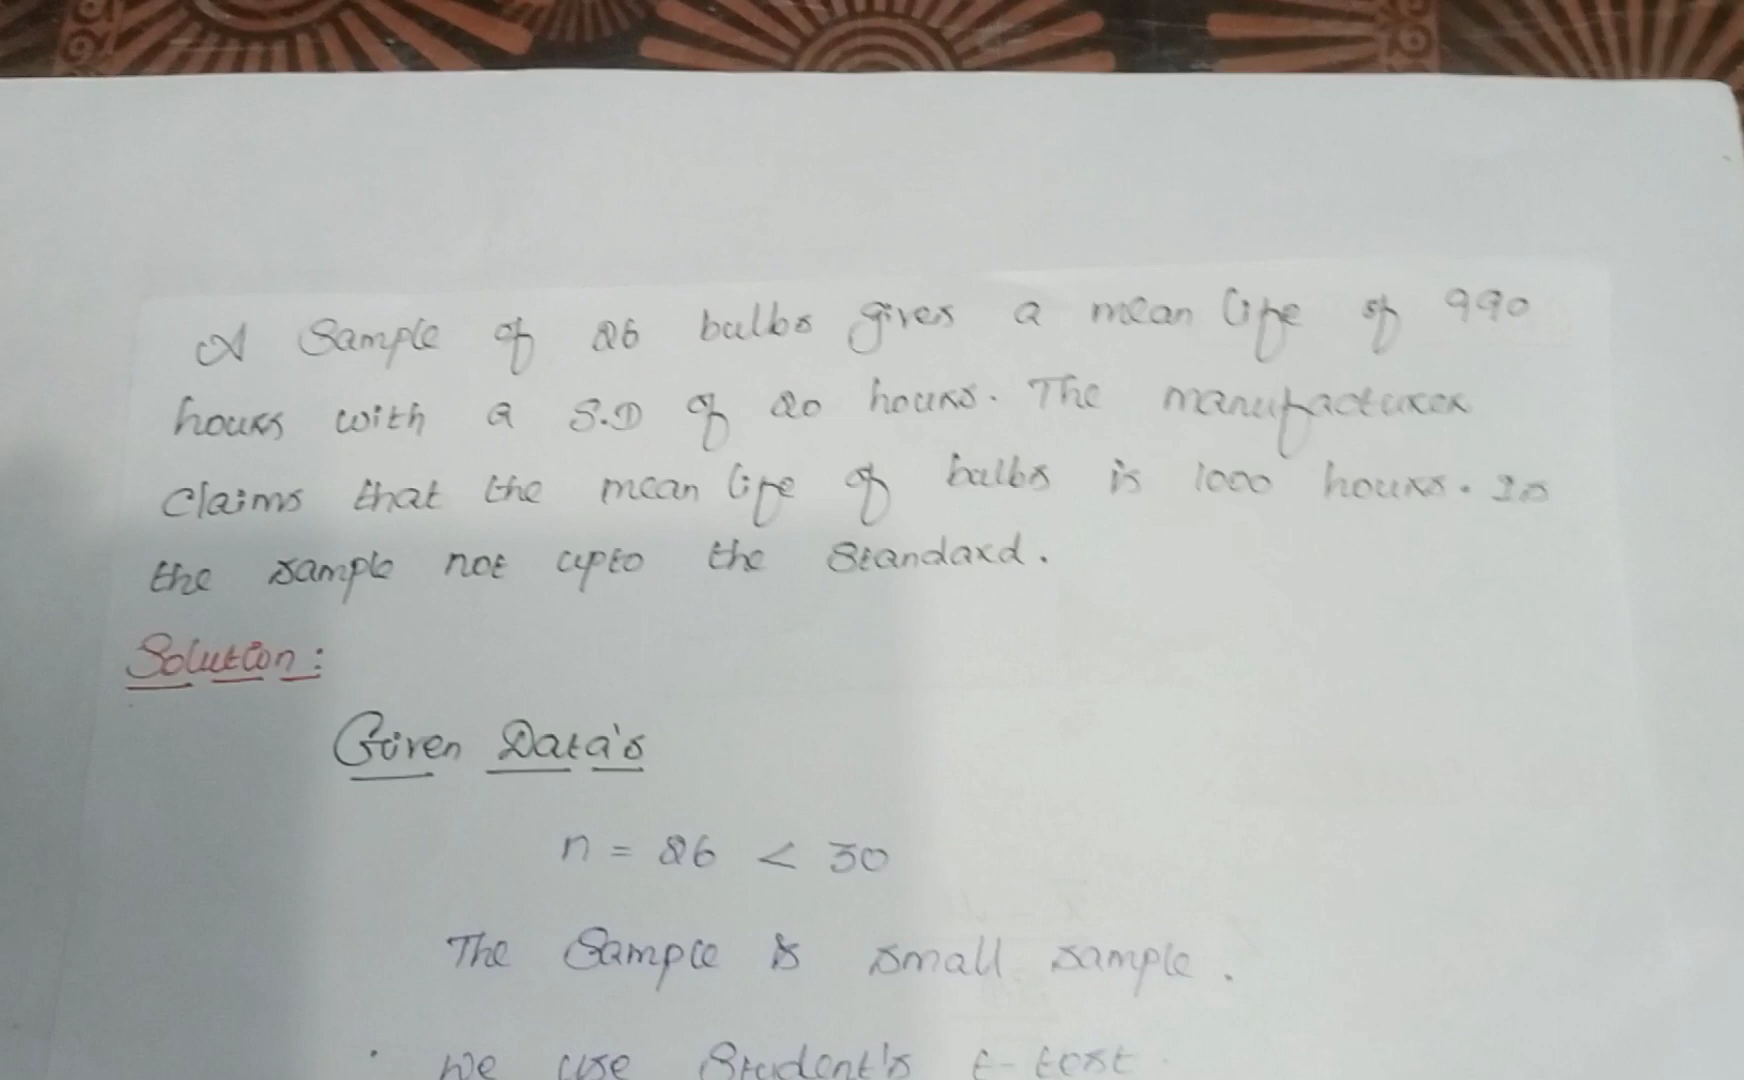 A Sample of 26 balbs gives a mean life of 990
hours with a S.D of 20 hours. The manufacturer
claims that the mean life of balbs is 1000 hours. Is
the sample not upto the Standard.
Solution:
Given Data's
n = 26 < 30
The Sample is small sample.
. We use Student's t-test